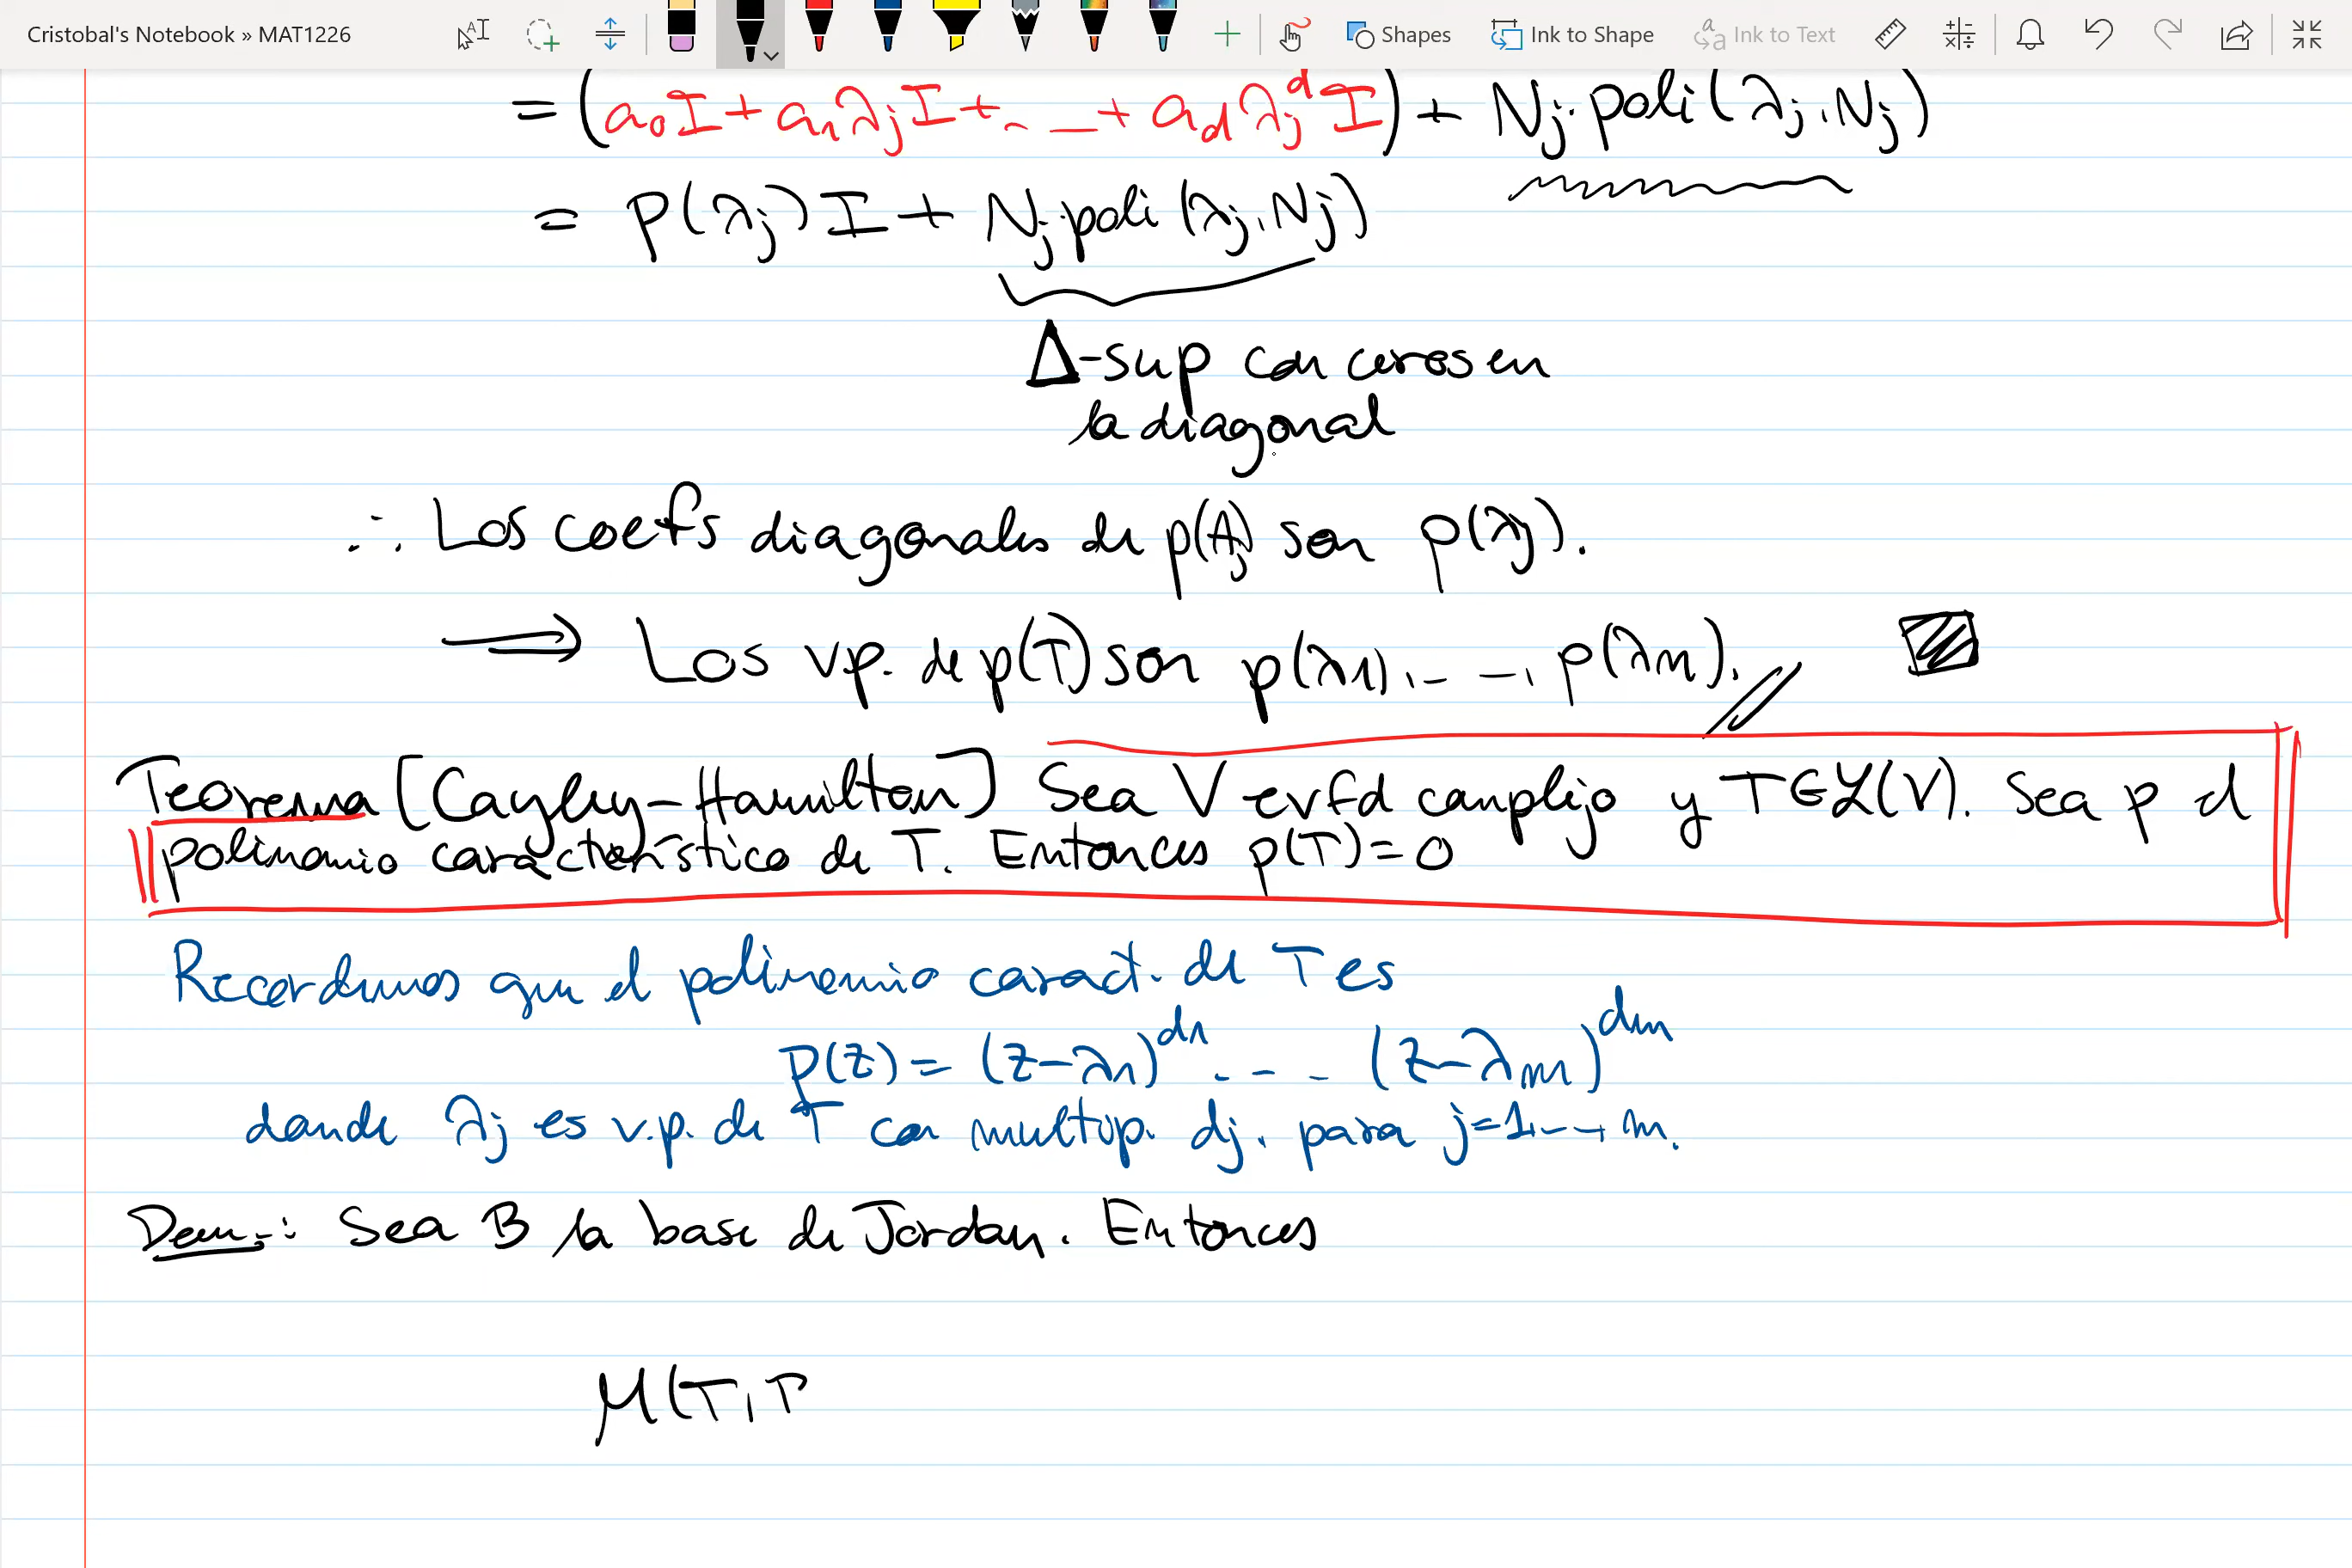 Cristobal's Notebook » MAT1226
Shapes Ink to Shape Ink to Text
= (a₀I + a₁λⱼI + ... + a_d λⱼ^d I) + Nⱼ·poli(λⱼ, Nⱼ)
= p(λⱼ)I + Nⱼ·poli(λⱼ, Nⱼ)
Δ-sup con ceros en
la diagonal
∴ Los coefs diagonales de p(Aⱼ) son p(λⱼ).
⟹ Los v.p. de p(T) son p(λ1), ..., p(λm).
Teorema [Cayley-Hamilton] Sea V evfd complejo y T∈ℒ(V). Sea p el
polinomio característico de T. Entonces p(T)=0
Recordemos que el polinomio caract. de T es
p(z) = (z-λ₁)^d₁ ... (z-λm)^dm
donde λj es v.p. de T con multip. dj, para j=1,...,m.
Dem.: Sea B la base de Jordan. Entonces
M(T,